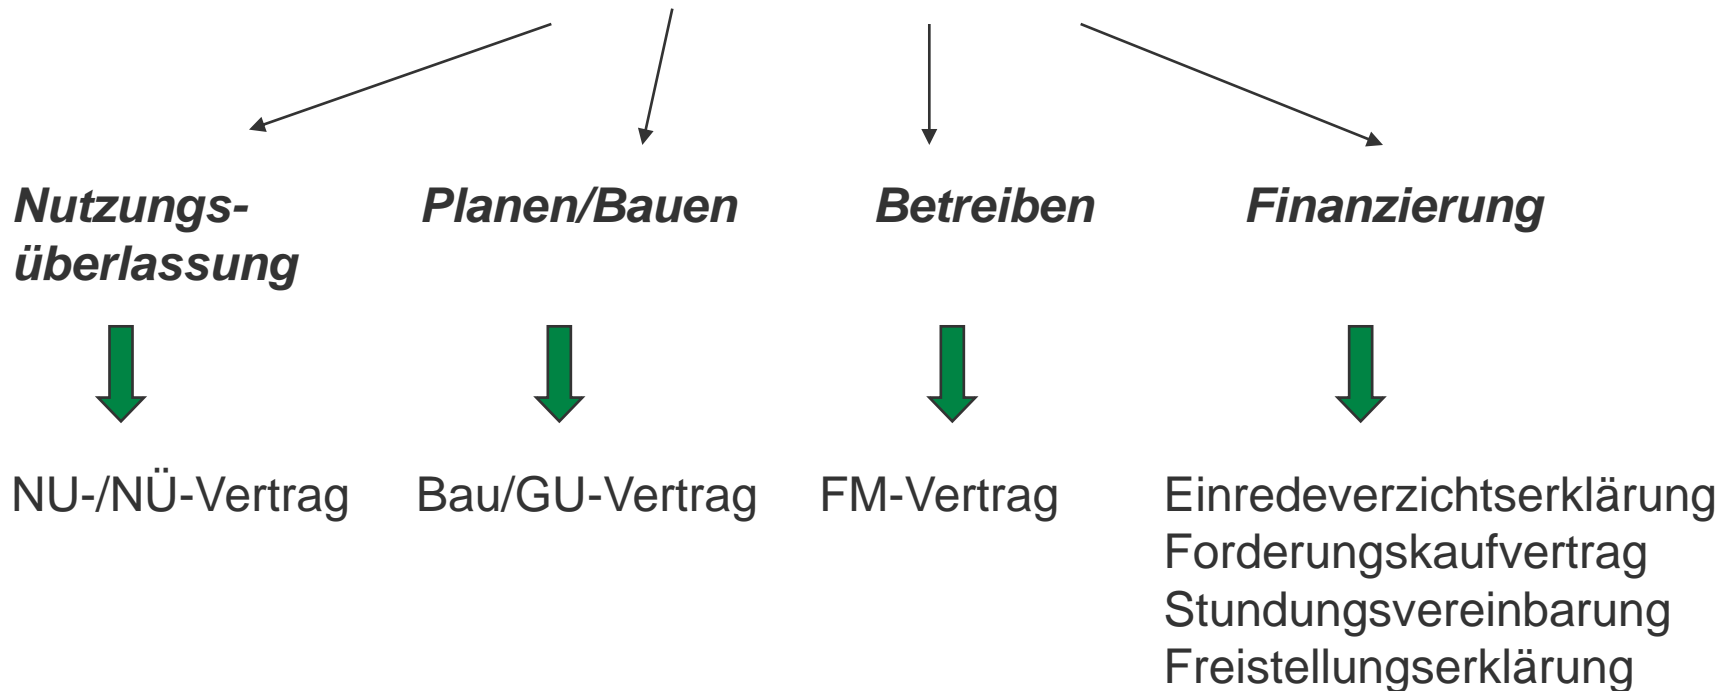 Nutzungs-
überlassung
Planen/Bauen
Betreiben
Finanzierung
NU-/NÜ-Vertrag
Bau/GU-Vertrag
FM-Vertrag
Einredeverzichtserklärung
Forderungskaufvertrag
Stundungsvereinbarung
Freistellungserklärung